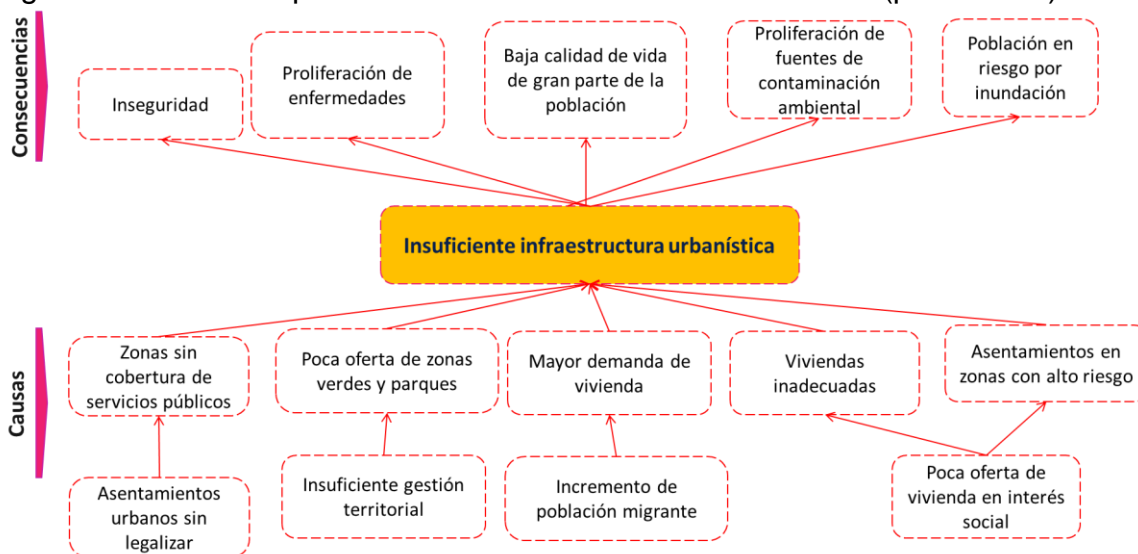 Consecuencias
Inseguridad
Proliferación de
enfermedades
Baja calidad de vida
de gran parte de la
población
Proliferación de
fuentes de
contaminación
ambiental
Población en
riesgo por
inundación
Insuficiente infraestructura urbanística
Causas
Zonas sin
cobertura de
servicios públicos
Poca oferta de zonas
verdes y parques
Mayor demanda de
vivienda
Viviendas
inadecuadas
Asentamientos en
zonas con alto riesgo
Asentamientos
urbanos sin
legalizar
Insuficiente gestión
territorial
Incremento de
población migrante
Poca oferta de
vivienda en interés
social